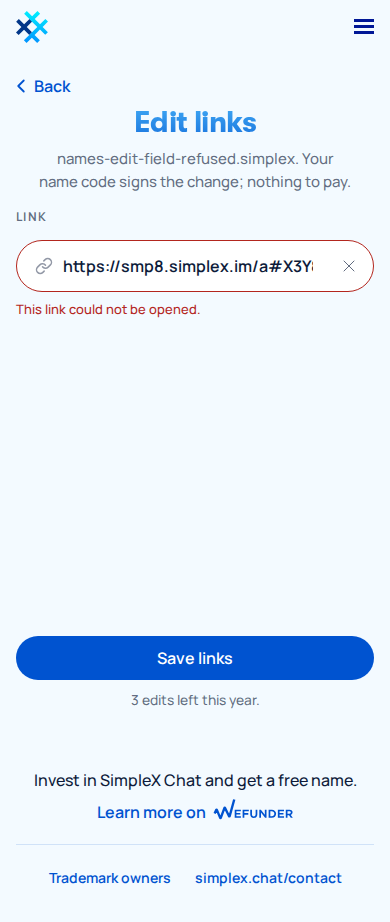 Back
Edit links
names-edit-field-refused.simplex. Your
name code signs the change; nothing to pay.
LINK
https://smp8.simplex.im/a#X3Y
This link could not be opened.
Save links
3 edits left this year.
Invest in SimpleX Chat and get a free name.
Learn more on WEFUNDER
Trademark owners simplex.chat/contact